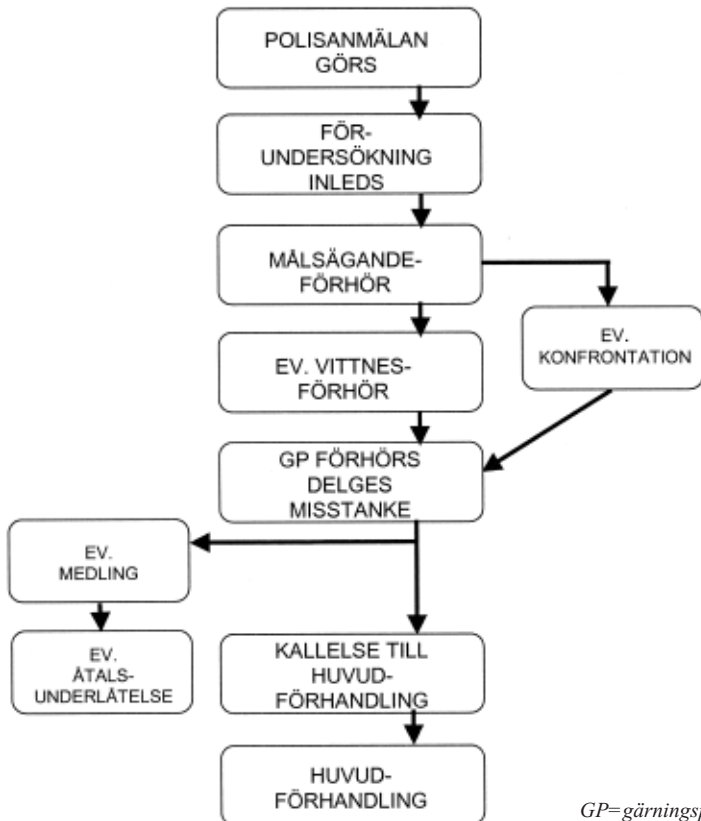 POLISANMÄLAN
GÖRS
FÖR-
UNDERSÖKNING
INLEDS
MÅLSÄGANDE-
FÖRHÖR
EV.
KONFRONTATION
EV. VITTNES-
FÖRHÖR
GP FÖRHÖRS
DELGES
MISSTANKE
EV.
MEDLING
EV.
ÅTALS-
UNDERLÅTELSE
KALLELSE TILL
HUVUD-
FÖRHANDLING
HUVUD-
FÖRHANDLING